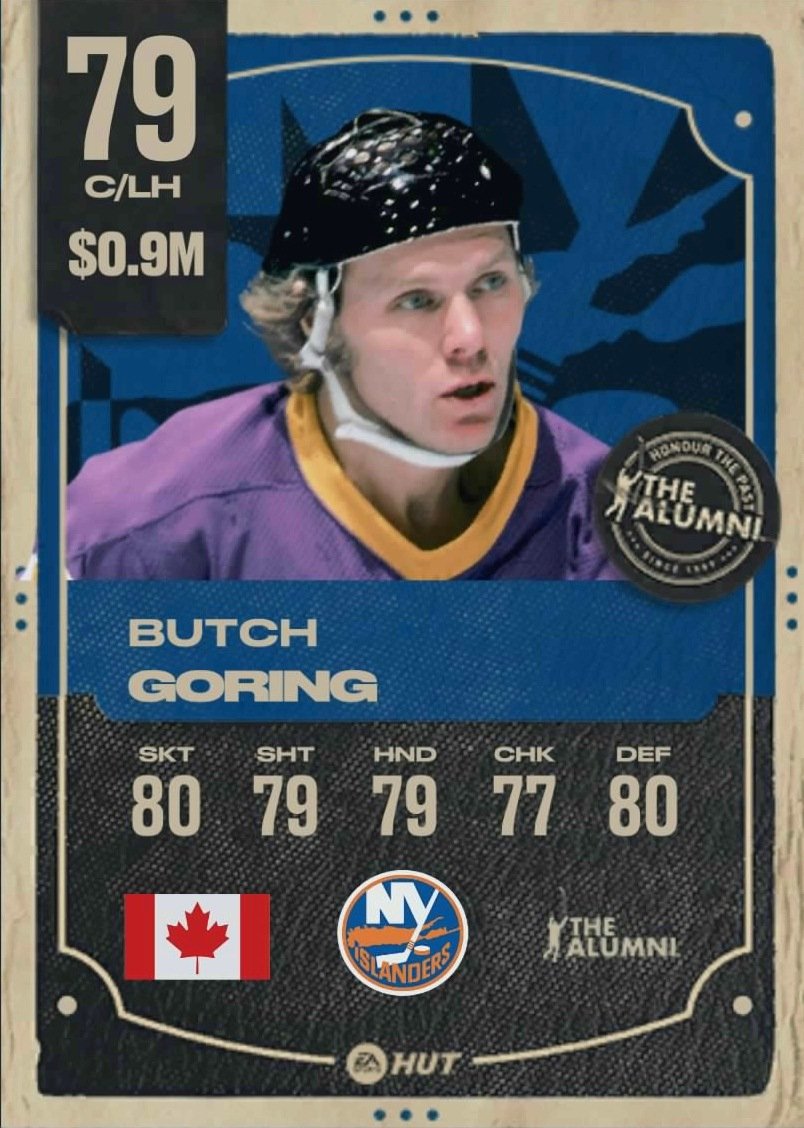 79
C/LH
$0.9M
HONOUR THE PAST
THE
ALUMNI
BUTCH
GORING
SKT SHT HND CHK DEF
80 79 79 77 80
NY
ISLANDERS
THE
ALUMNI
EA
HUT